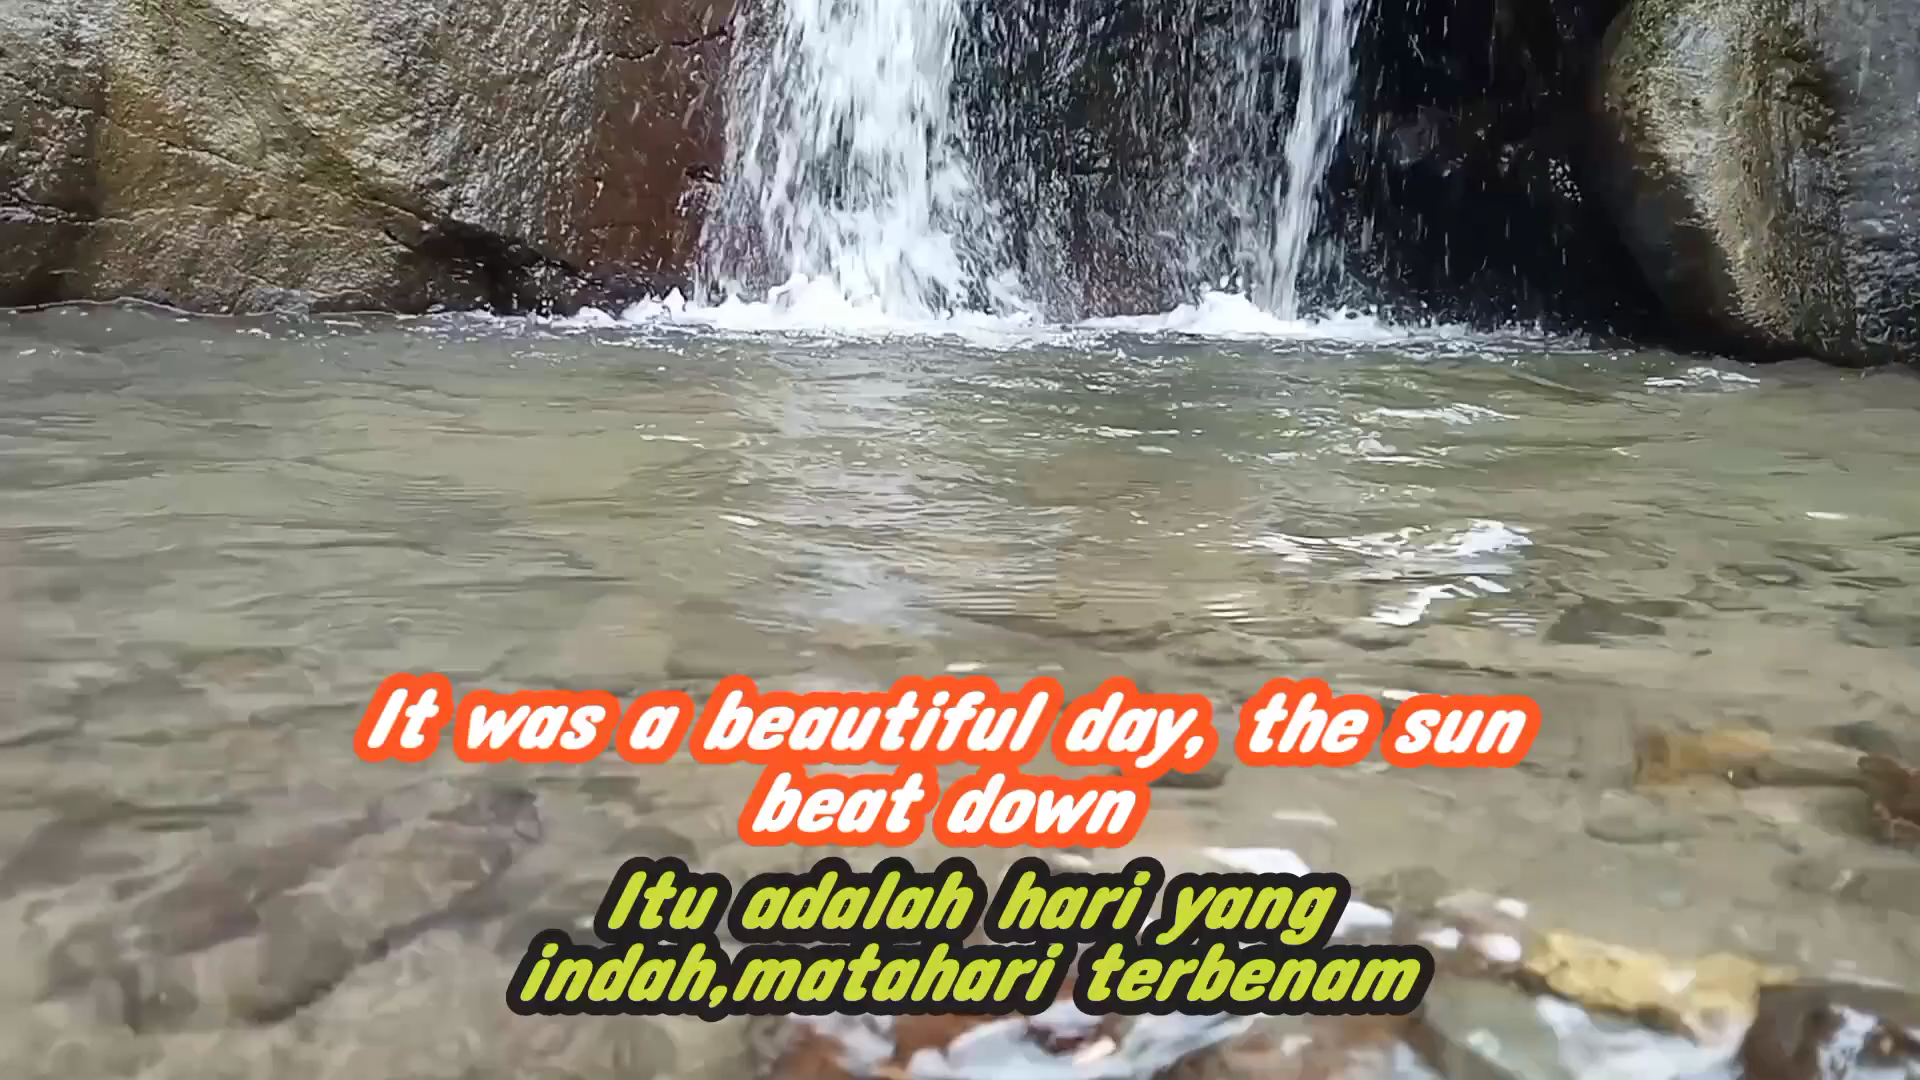 It was a beautiful day, the sun
beat down
Itu adalah hari yang
indah,matahari terbenam